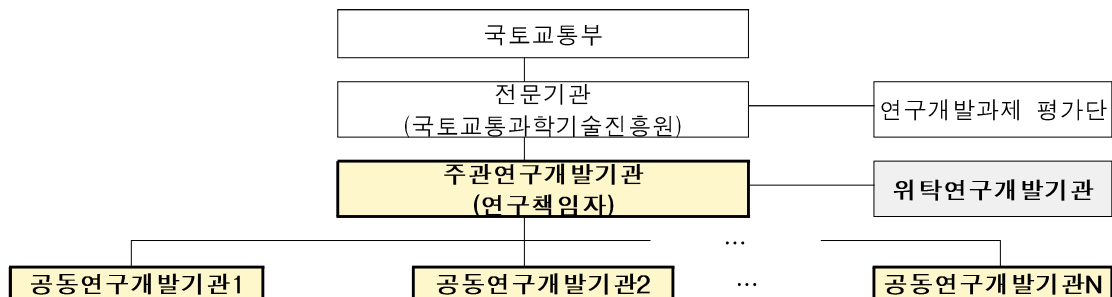 국토교통부
전문기관
(국토교통과학기술진흥원)
연구개발과제 평가단
주관연구개발기관
(연구책임자)
위탁연구개발기관
...
공동연구개발기관1
공동연구개발기관2
...
공동연구개발기관N